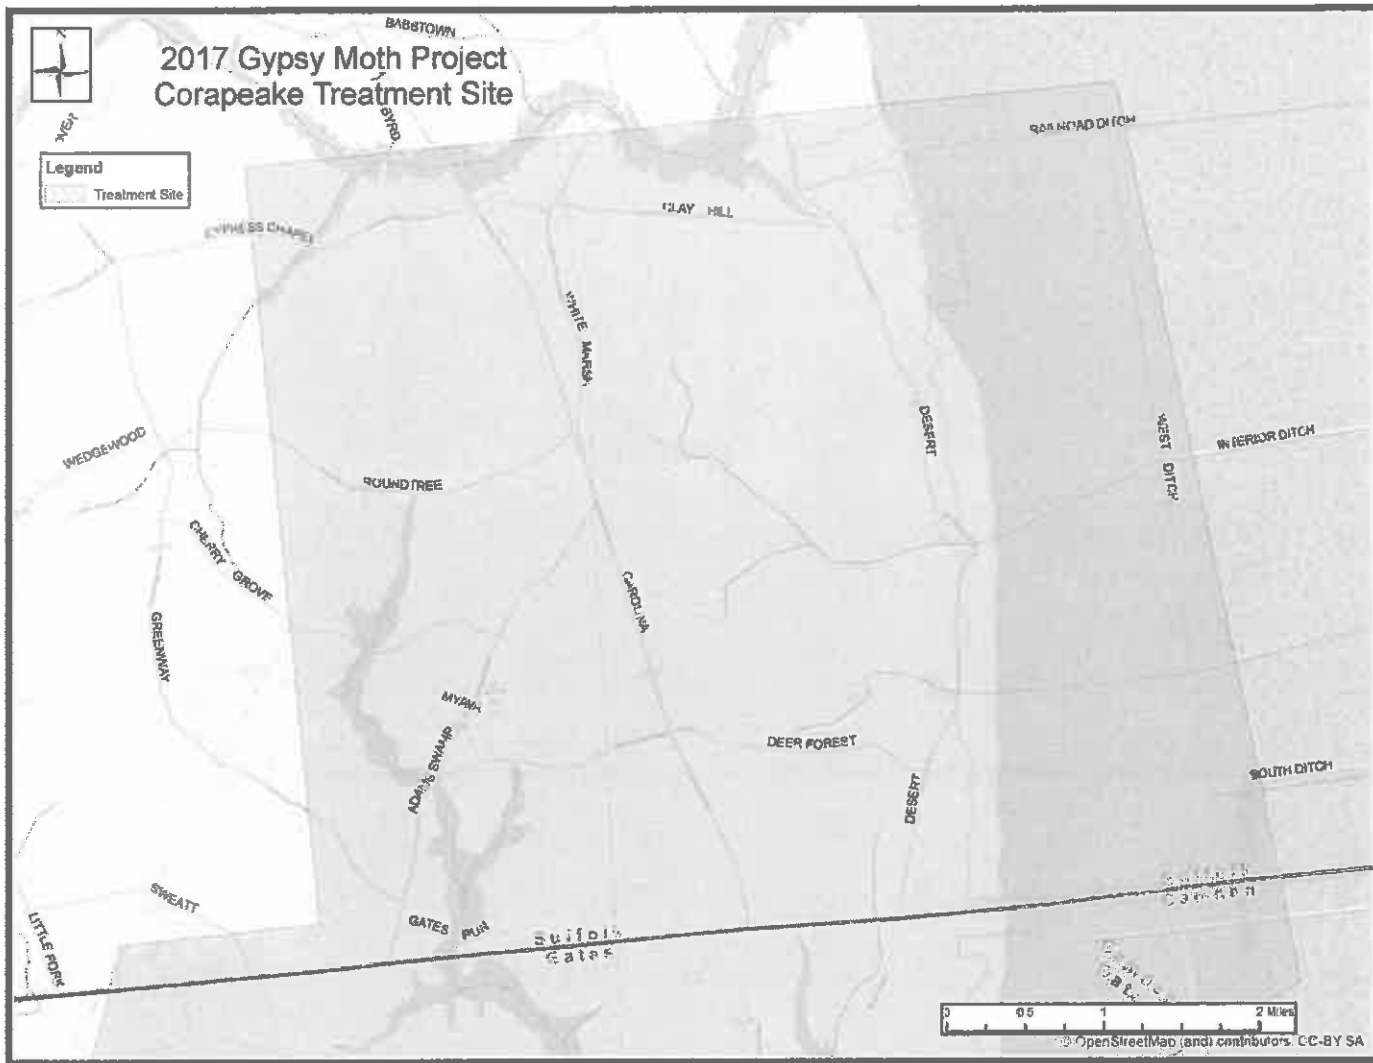 BABBTOWN
N
2017 Gypsy Moth Project
Corapeake Treatment Site
BYRD
RAILROAD DITCH
Legend
Treatment Site
CLAY HILL
CYPRESS CHAPEL
WHITE MARSH
DESERT
WEST DITCH
INTERIOR DITCH
WEDGEWOOD
ROUNDTREE
CHERRY GROVE
CAROLINA
GREENWAY
ADAMS SWAMP
DEER FOREST
DESERT
SOUTH DITCH
SWEATT
LITTLE FORK
GATES RUN
Suffolk
Gates
Camden
0 0.5 1 2 Miles
© OpenStreetMap (and) contributors, CC-BY SA